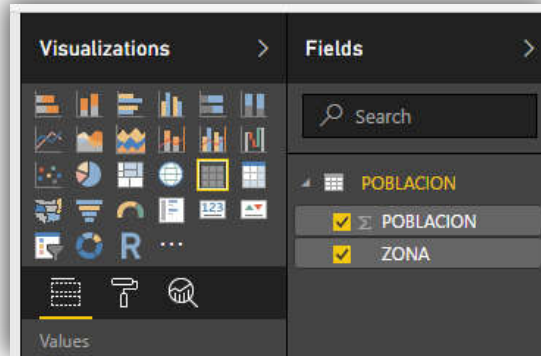 Visualizations
123
R
...
Values
Fields
Search
POBLACION
Σ POBLACION
ZONA